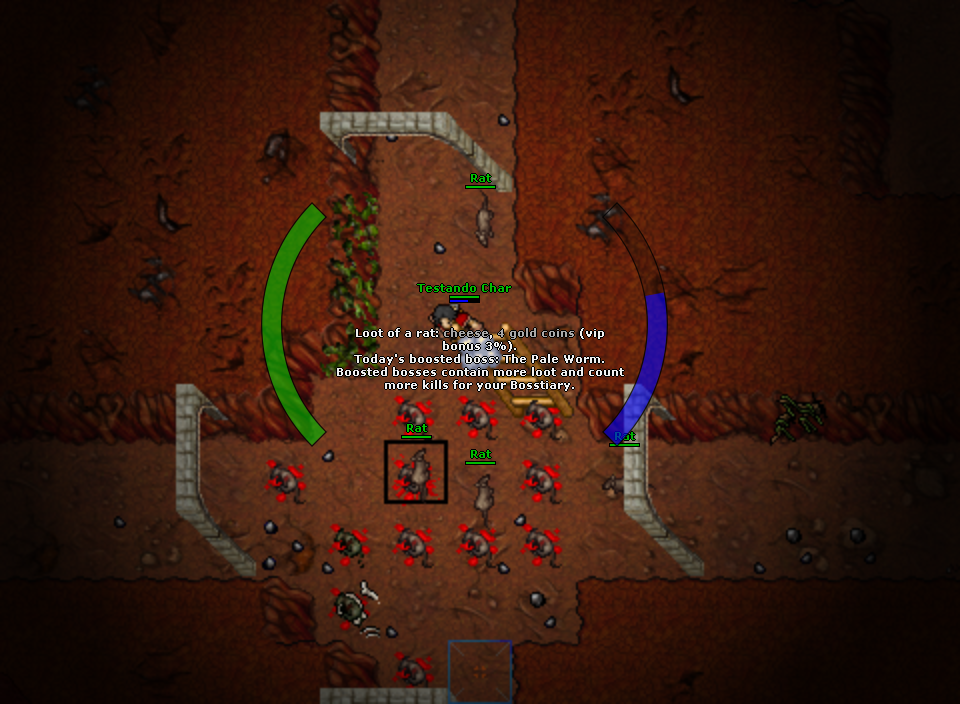 Rat
Testando Char
Loot of a rat: cheese, 4 gold coins (vip
bonus 3%).
Today's boosted boss: The Pale Worm.
Boosted bosses contain more loot and count
more kills for your Bosstiary.
Rat
Rat
Rat